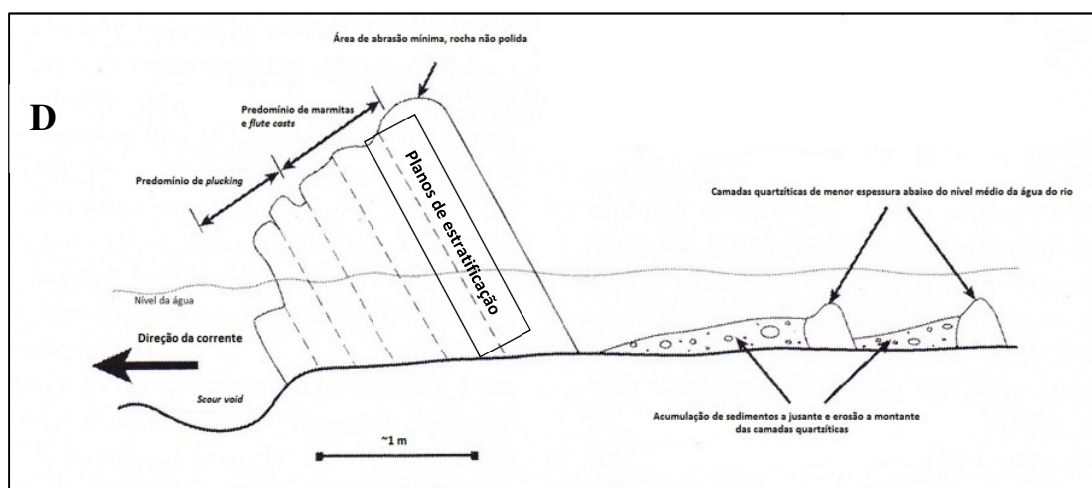 Área de abrasão mínima, rocha não polida
D
Predomínio de marmitas
e flute casts
Predomínio de plucking
Planos de estratificação
Camadas quartzíticas de menor espessura abaixo do nível médio da água do rio
Nível da água
Direção da corrente
Scour void
Acumulação de sedimentos a jusante e erosão a montante
das camadas quartzíticas
~1 m